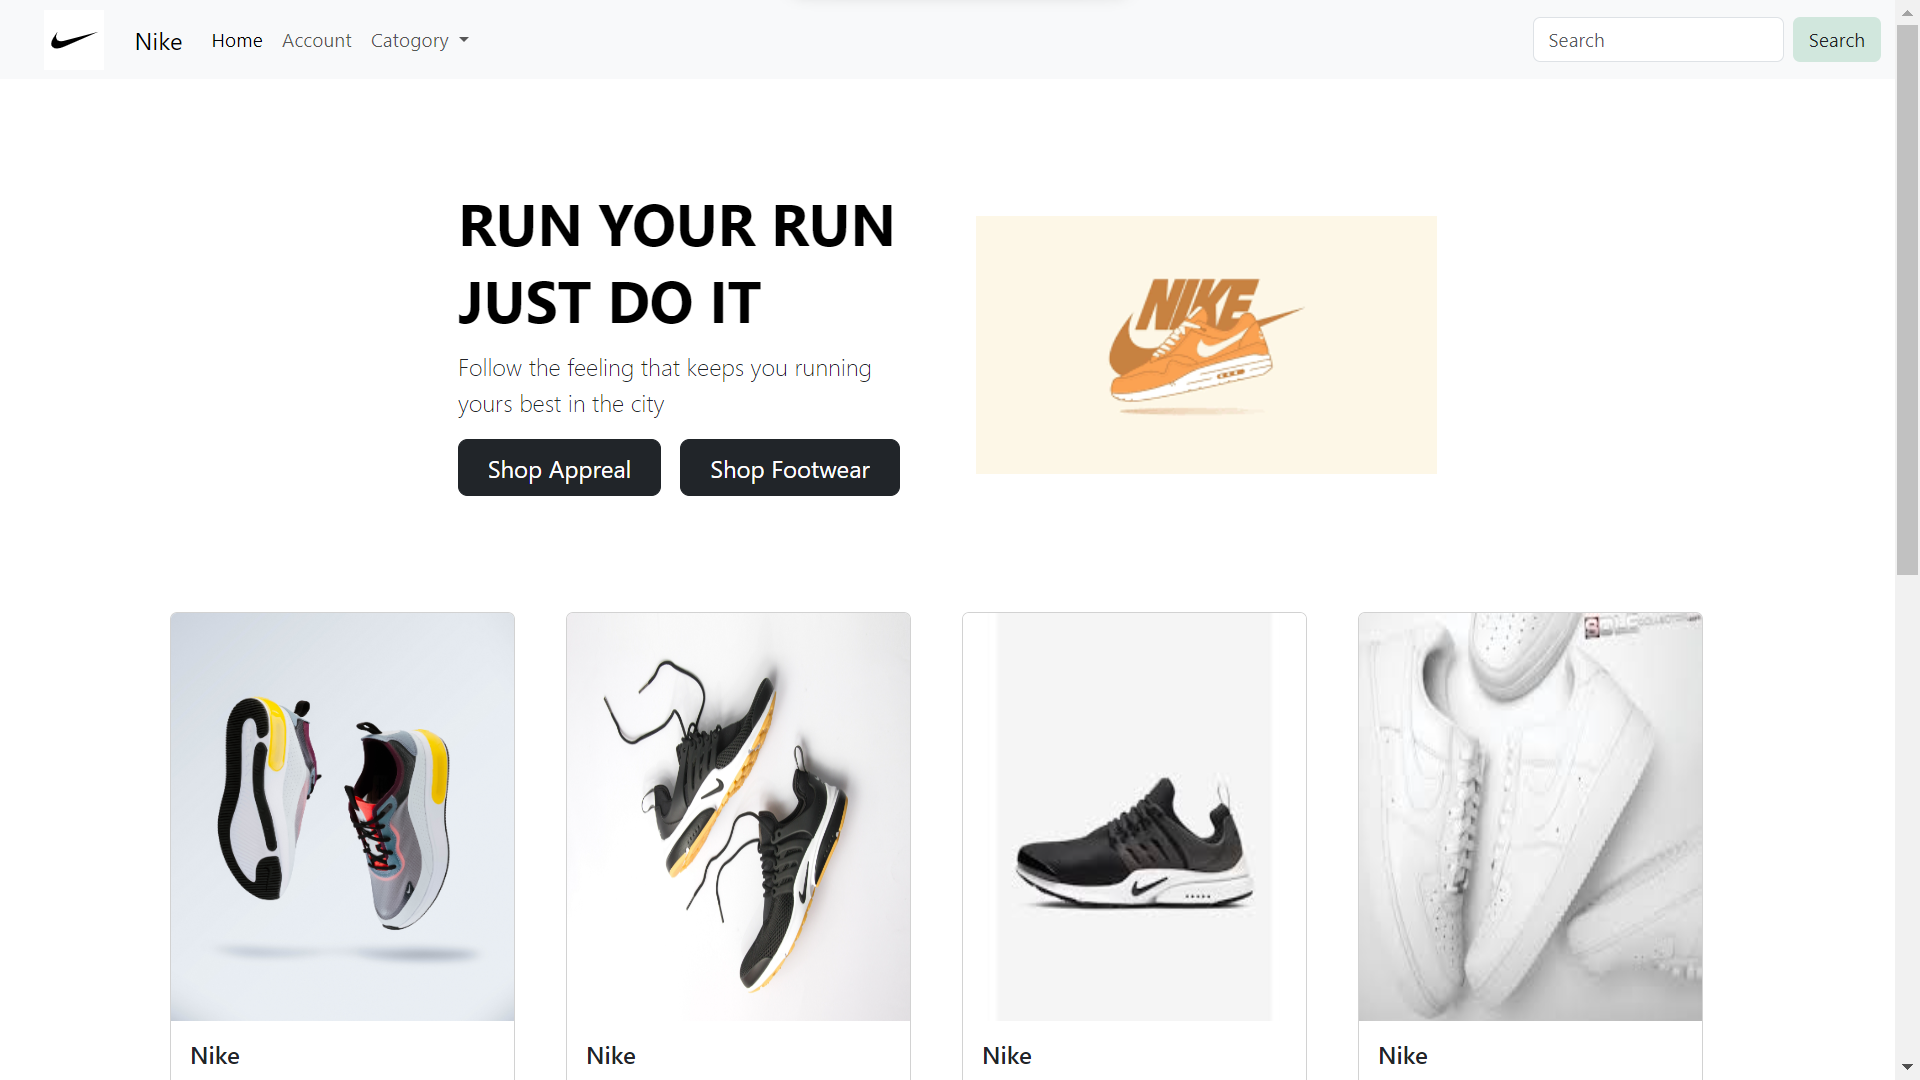 Nike
Home
Account
Catogory
Search
Search
RUN YOUR RUN
JUST DO IT
Follow the feeling that keeps you running
yours best in the city
Shop Appreal
Shop Footwear
NIKE
Nike
Nike
Nike
Nike